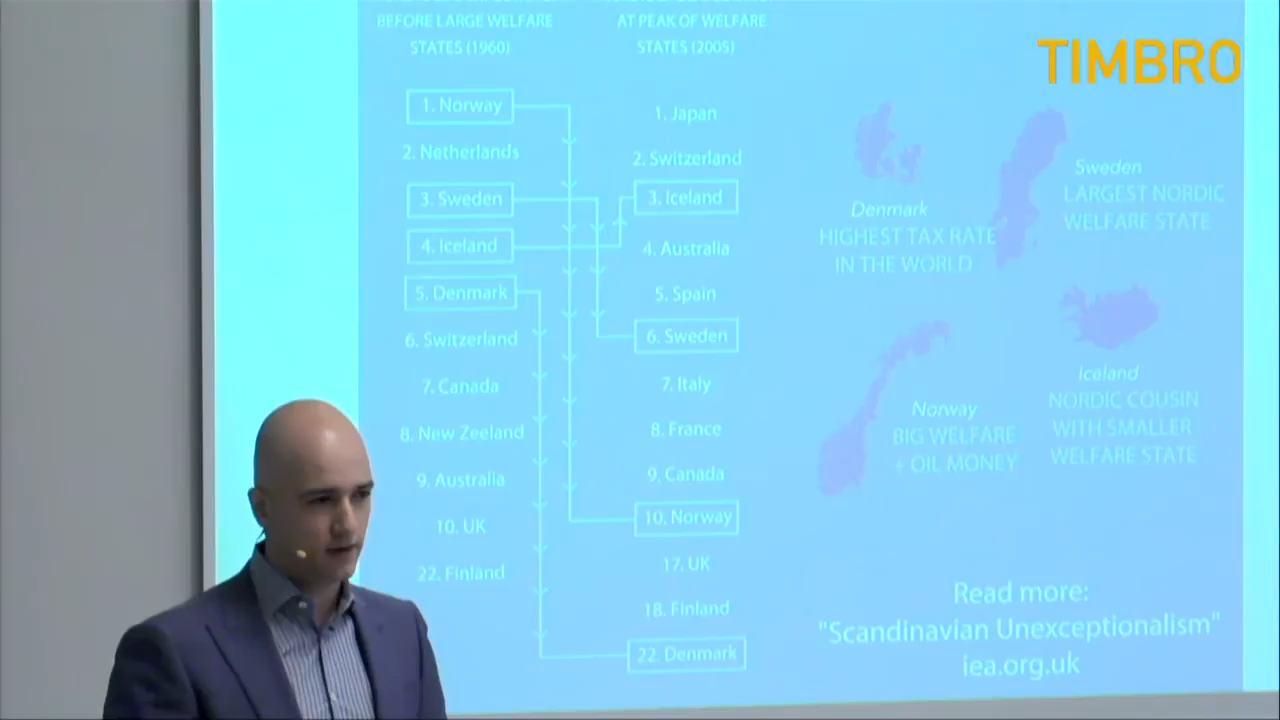 BEFORE LARGE WELFARE
STATES (1960)
1. Norway
2. Netherlands
3. Sweden
4. Iceland
5. Denmark
6. Switzerland
7. Canada
8. New Zeeland
9. Australia
10. UK
22. Finland
AT PEAK OF WELFARE
STATES (2005)
1. Japan
2. Switzerland
3. Iceland
4. Australia
5. Spain
6. Sweden
7. Italy
8. France
9. Canada
10. Norway
17. UK
18. Finland
22. Denmark
TIMBRO
Denmark
HIGHEST TAX RATE
IN THE WORLD
Sweden
LARGEST NORDIC
WELFARE STATE
Norway
BIG WELFARE
+ OIL MONEY
Iceland
NORDIC COUSIN
WITH SMALLER
WELFARE STATE
Read more:
"Scandinavian Unexceptionalism"
iea.org.uk